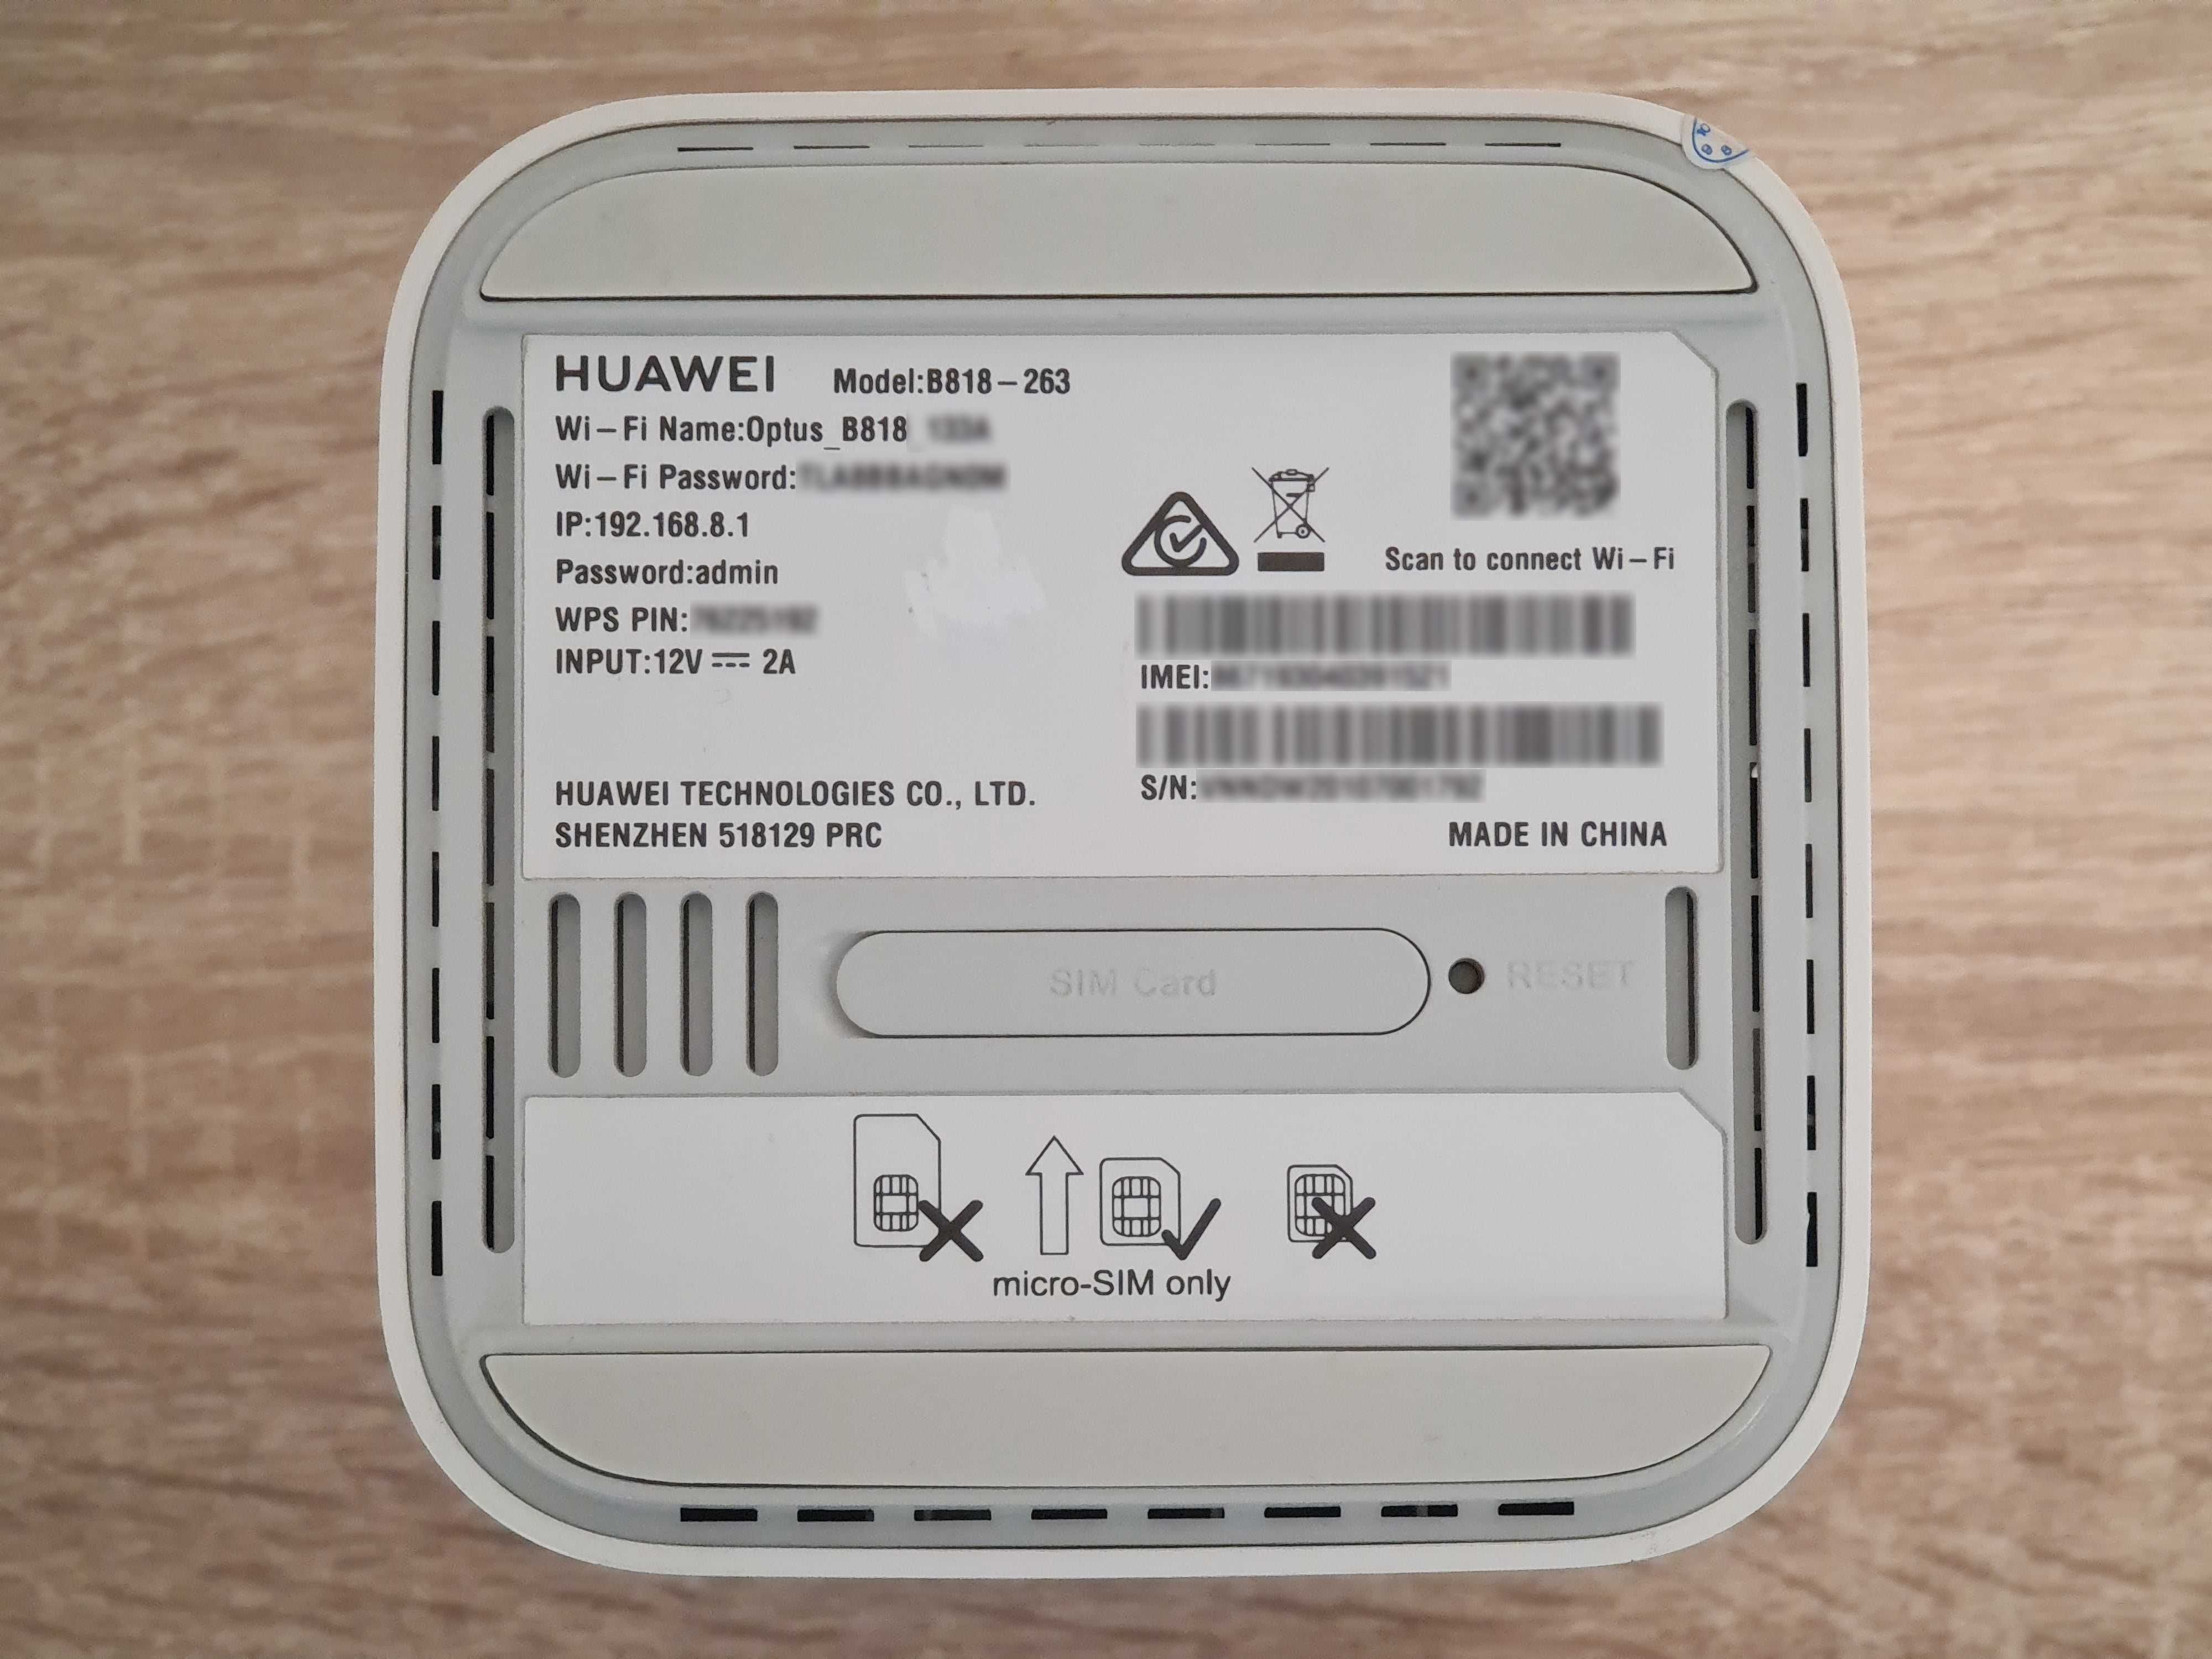 HUAWEI Model:B818-263
Wi-Fi Name:Optus_B818
Wi-Fi Password:
IP:192.168.8.1
Password:admin
WPS PIN:
INPUT:12V ⎓ 2A
HUAWEI TECHNOLOGIES CO., LTD.
SHENZHEN 518129 PRC
Scan to connect Wi-Fi
IMEI:
S/N:
MADE IN CHINA
SIM Card
RESET
micro-SIM only